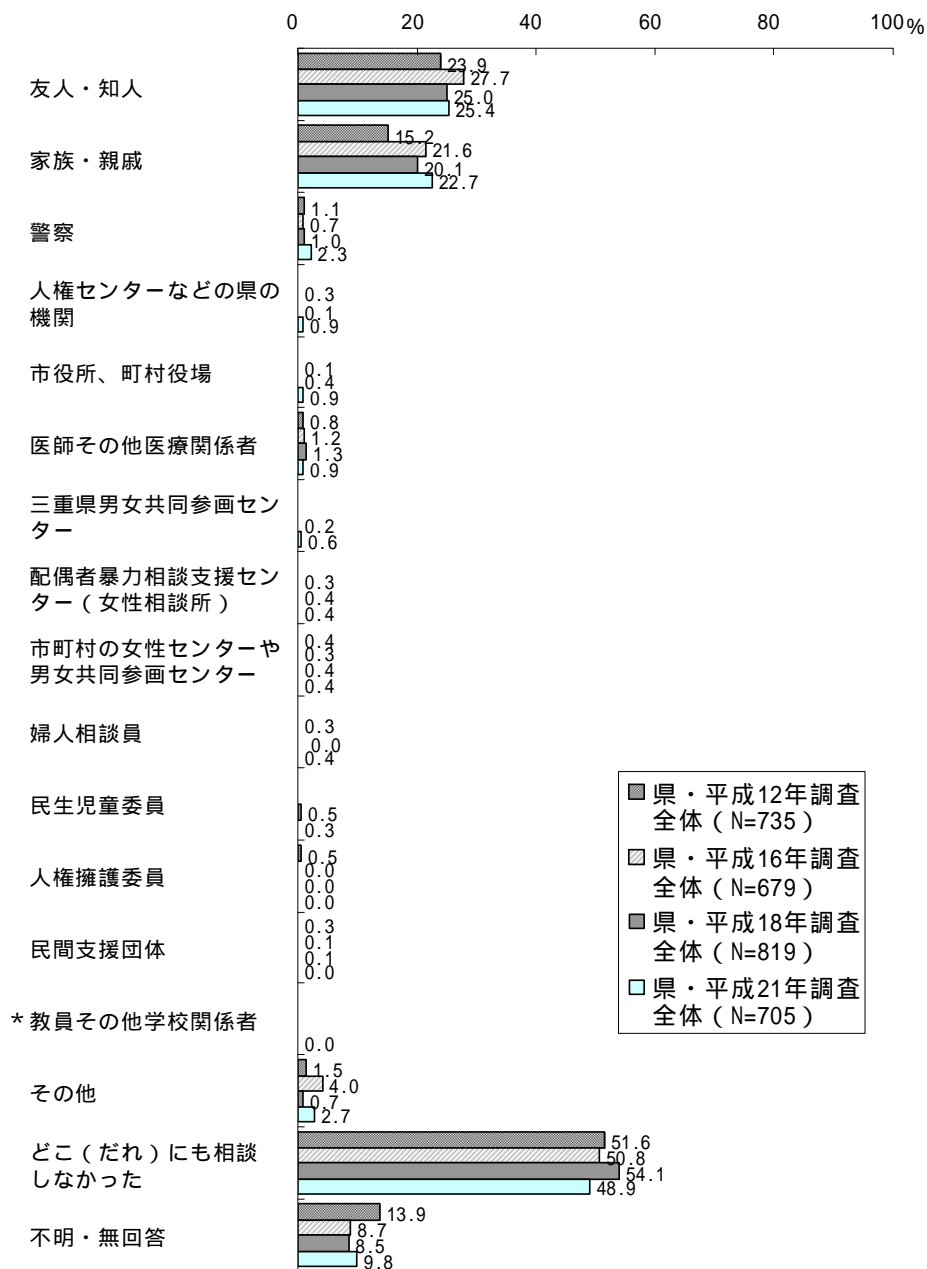 0 20 40 60 80 100%
友人・知人
23.9
27.7
25.0
25.4
家族・親戚
15.2
21.6
20.1
22.7
警察
1.1
0.7
1.0
2.3
人権センターなどの県の
機関
0.3
0.1
0.9
市役所、町村役場
0.1
0.4
0.9
医師その他医療関係者
0.8
1.2
1.3
0.9
三重県男女共同参画セン
ター
0.2
0.6
配偶者暴力相談支援セン
ター(女性相談所)
0.3
0.4
0.4
市町村の女性センターや
男女共同参画センター
0.4
0.3
0.4
0.4
婦人相談員
0.3
0.0
0.4
民生児童委員
0.5
0.3
人権擁護委員
0.5
0.0
0.0
0.0
民間支援団体
0.3
0.1
0.1
0.0
*教員その他学校関係者
0.0
その他
1.5
4.0
0.7
2.7
どこ(だれ)にも相談
しなかった
51.6
50.8
54.1
48.9
不明・無回答
13.9
8.7
8.5
9.8
県・平成12年調査
全体(N=735)
県・平成16年調査
全体(N=679)
県・平成18年調査
全体(N=819)
県・平成21年調査
全体(N=705)